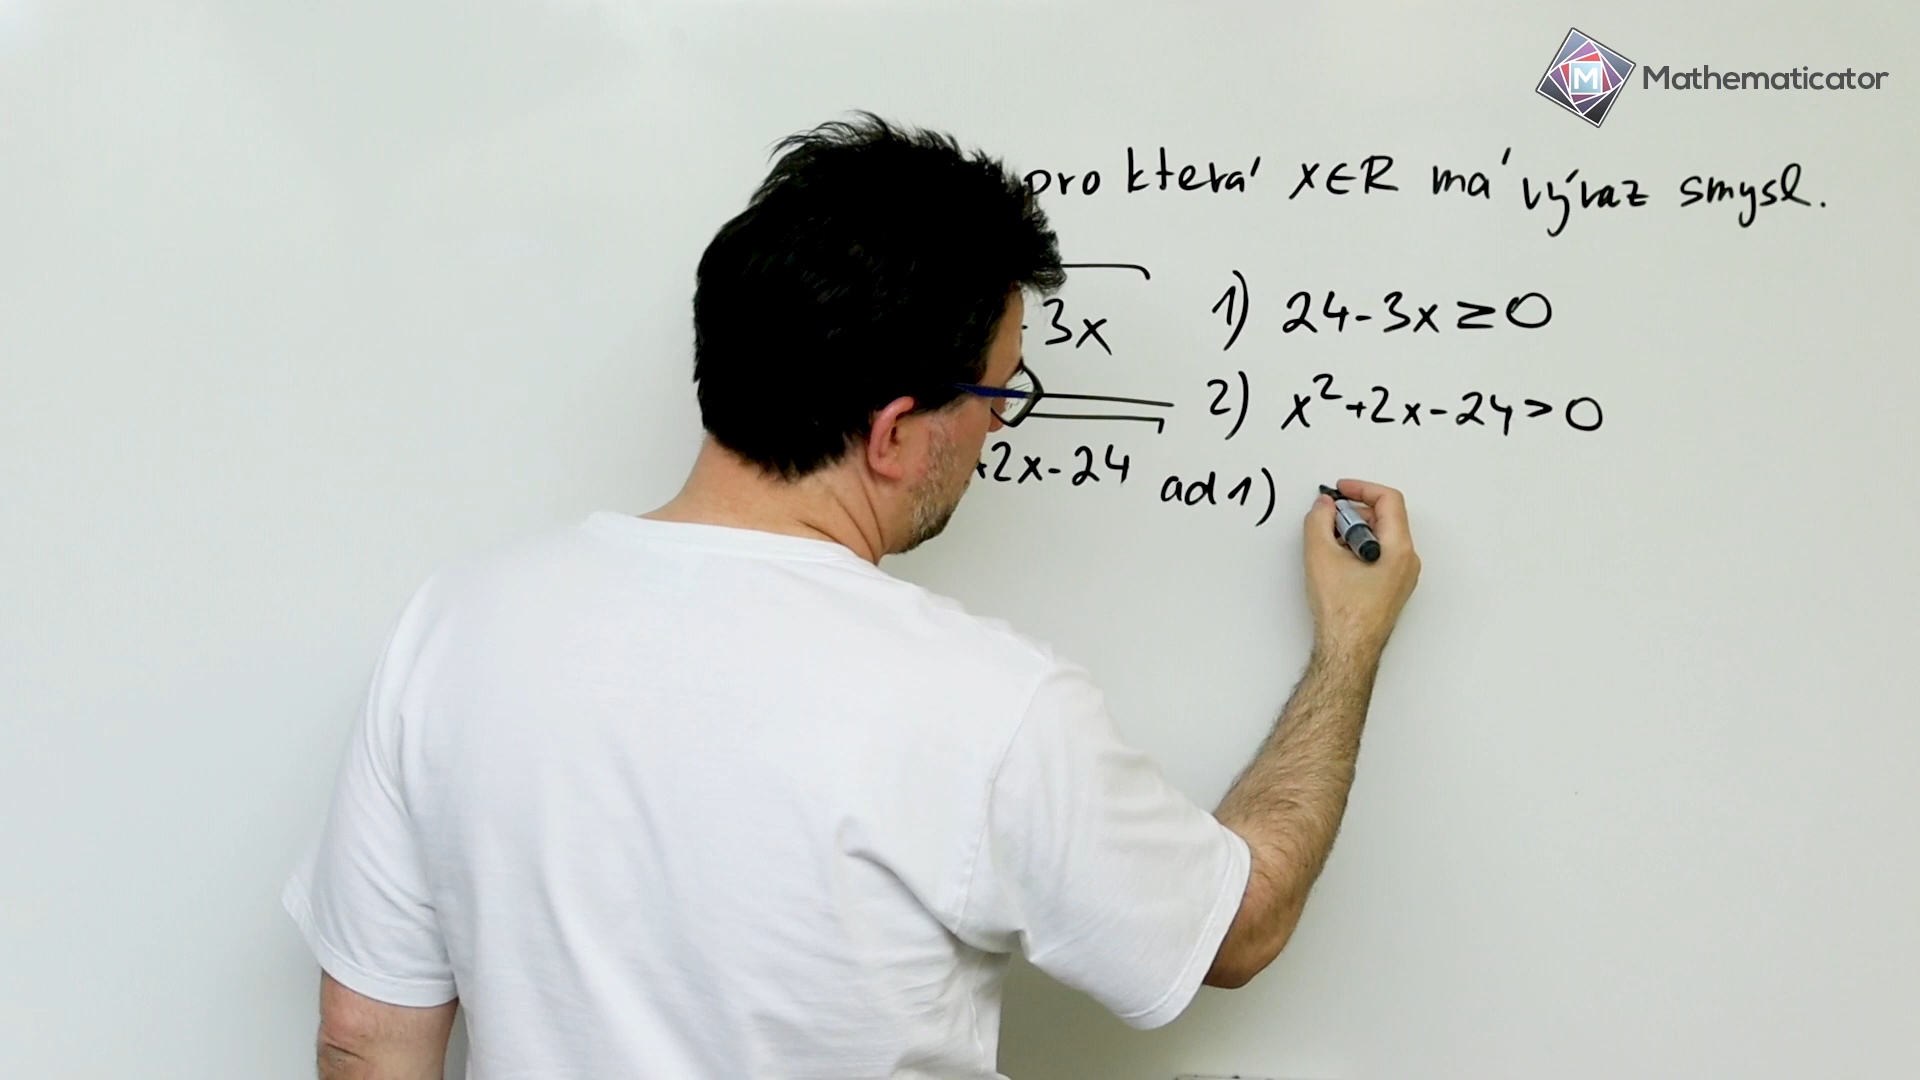 Mathematicator
pro která x∈R má výraz smysl.
3x
1) 24-3x≥0
2) x²+2x-24>0
+2x-24
ad 1)